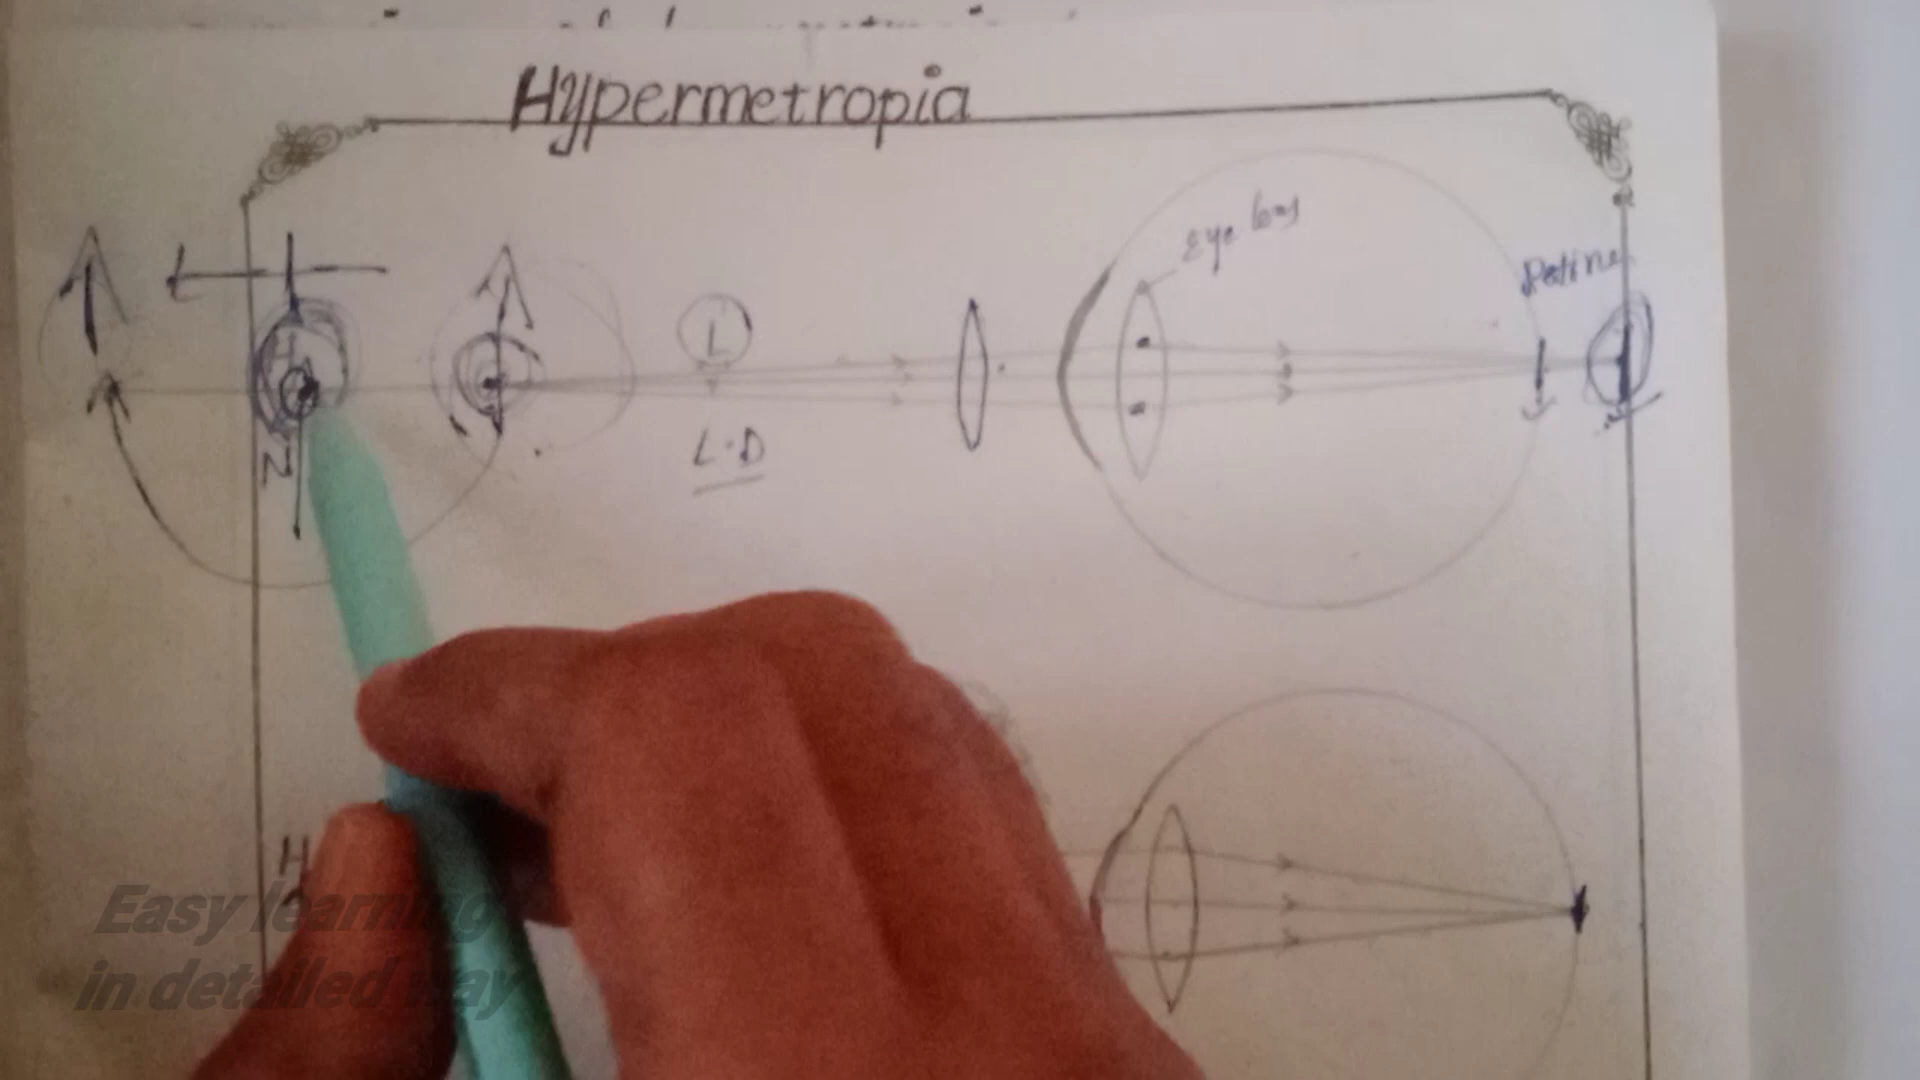 Hypermetropia
Eye lens
Retina
L
H
N
L.D
H
Easy learning
in detailed way